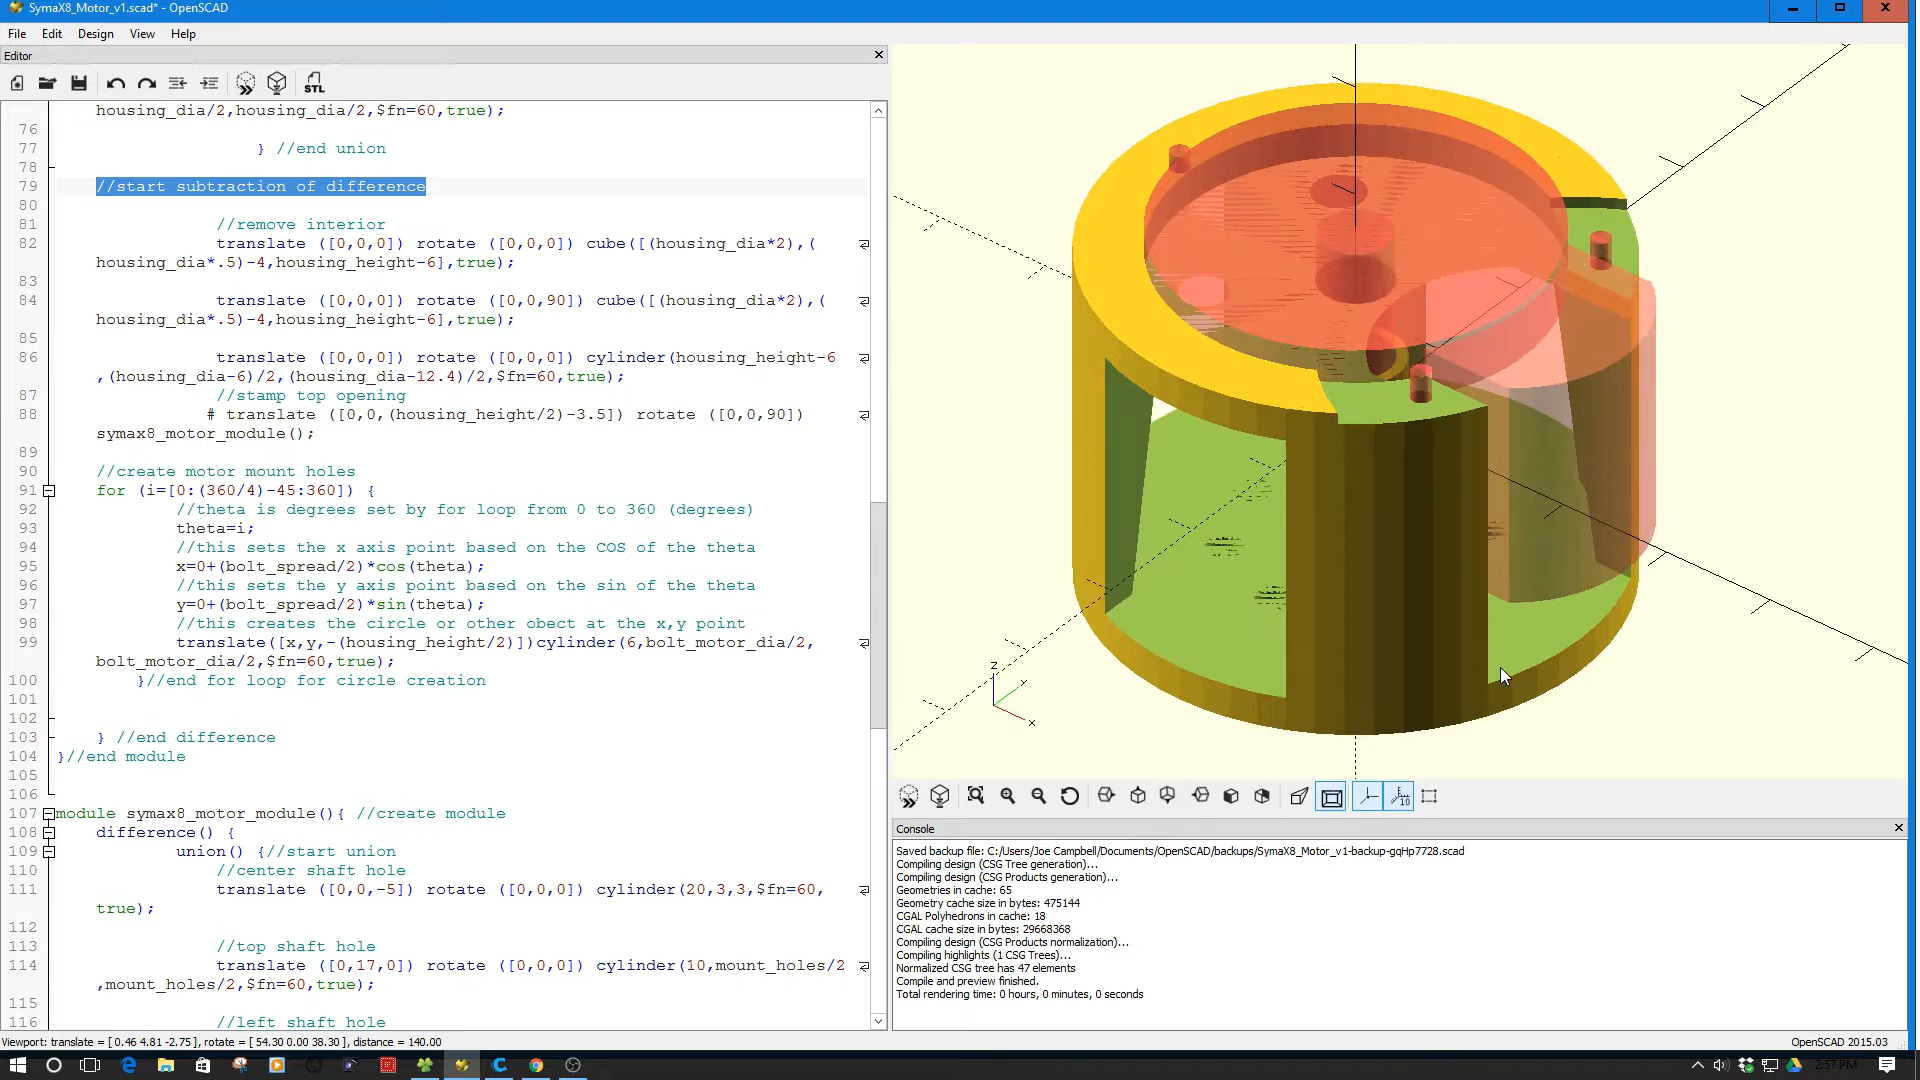 SymaX8_Motor_v1.scad* - OpenSCAD
File Edit Design View Help
Editor
STL
housing_dia/2,housing_dia/2,$fn=60,true);
76
77 } //end union
78
79 //start subtraction of difference
80
81 //remove interior
82 translate ([0,0,0]) rotate ([0,0,0]) cube([(housing_dia*2),(
housing_dia*.5)-4,housing_height-6],true);
83
84 translate ([0,0,0]) rotate ([0,0,90]) cube([(housing_dia*2),(
housing_dia*.5)-4,housing_height-6],true);
85
86 translate ([0,0,0]) rotate ([0,0,0]) cylinder(housing_height-6
,(housing_dia-6)/2,(housing_dia-12.4)/2,$fn=60,true);
87 //stamp top opening
88 # translate ([0,0,(housing_height/2)-3.5]) rotate ([0,0,90])
symax8_motor_module();
89
90 //create motor mount holes
91 for (i=[0:(360/4)-45:360]) {
92 //theta is degrees set by for loop from 0 to 360 (degrees)
93 theta=i;
94 //this sets the x axis point based on the COS of the theta
95 x=0+(bolt_spread/2)*cos(theta);
96 //this sets the y axis point based on the sin of the theta
97 y=0+(bolt_spread/2)*sin(theta);
98 //this creates the circle or other obect at the x,y point
99 translate([x,y,-(housing_height/2)])cylinder(6,bolt_motor_dia/2,
bolt_motor_dia/2,$fn=60,true);
100 }//end for loop for circle creation
101
102
103 } //end difference
104 }//end module
105
106
107 module symax8_motor_module(){ //create module
108 difference() {
109 union() {//start union
110 //center shaft hole
111 translate ([0,0,-5]) rotate ([0,0,0]) cylinder(20,3,3,$fn=60,
true);
112
113 //top shaft hole
114 translate ([0,17,0]) rotate ([0,0,0]) cylinder(10,mount_holes/2
,mount_holes/2,$fn=60,true);
115
116 //left shaft hole
z
y
x
10
Console
Saved backup file: C:/Users/Joe Campbell/Documents/OpenSCAD/backups/SymaX8_Motor_v1-backup-gqHp7728.scad
Compiling design (CSG Tree generation)...
Compiling design (CSG Products generation)...
Geometries in cache: 65
Geometry cache size in bytes: 475144
CGAL Polyhedrons in cache: 18
CGAL cache size in bytes: 29668368
Compiling design (CSG Products normalization)...
Compiling highlights (1 CSG Trees)...
Normalized CSG tree has 47 elements
Compile and preview finished.
Total rendering time: 0 hours, 0 minutes, 0 seconds
Viewport: translate = [ 0.46 4.81 -2.75 ], rotate = [ 54.30 0.00 38.30 ], distance = 140.00
OpenSCAD 2015.03
2:57 PM